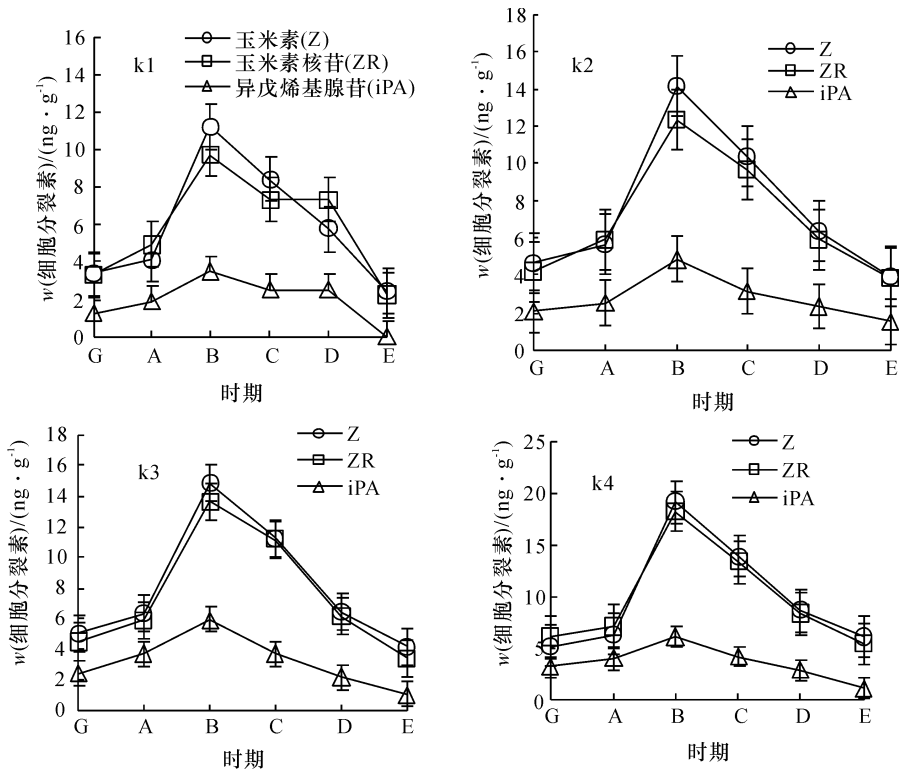 w(细胞分裂素)/(ng·g⁻¹)
16
14
12
10
8
6
4
2
0
k1
玉米素(Z)
玉米素核苷(ZR)
异戊烯基腺苷(iPA)
G A B C D E
时期
w(细胞分裂素)/(ng·g⁻¹)
18
16
14
12
10
8
6
4
2
0
k2
Z
ZR
iPA
G A B C D E
时期
w(细胞分裂素)/(ng·g⁻¹)
18
16
14
12
10
8
6
4
2
0
k3
Z
ZR
iPA
G A B C D E
时期
w(细胞分裂素)/(ng·g⁻¹)
25
20
15
10
5
0
k4
Z
ZR
iPA
G A B C D E
时期